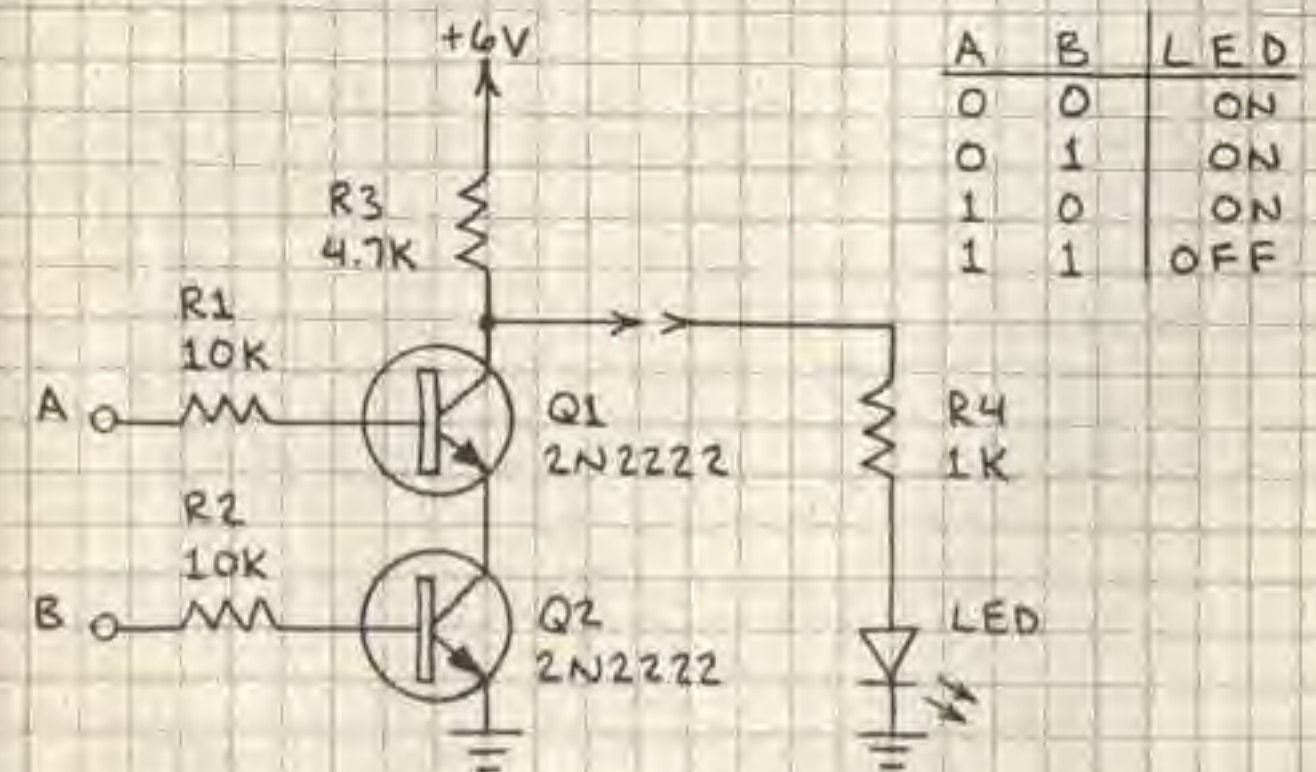 +6V
A B LED
0 0 ON
0 1 ON
1 0 ON
1 1 OFF
R3
4.7K
R1
10K
A
Q1
2N2222
R4
1K
R2
10K
B
Q2
2N2222
LED